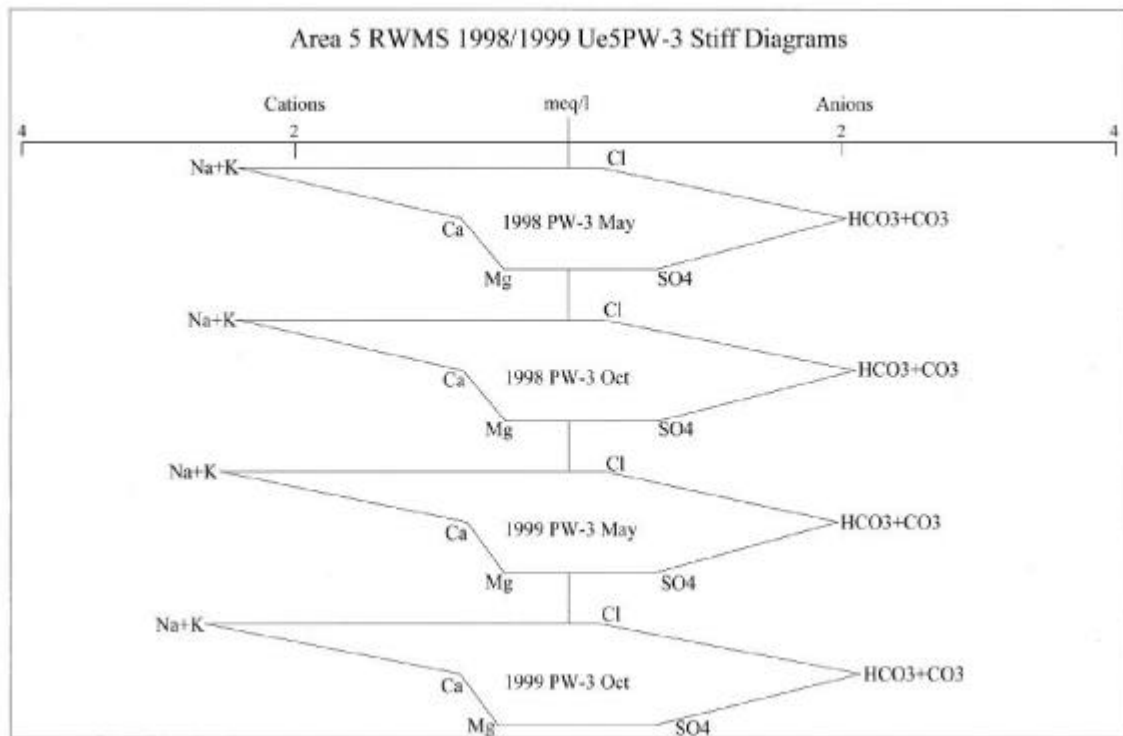 Area 5 RWMS 1998/1999 Ue5PW-3 Stiff Diagrams
Cations meq/l Anions
4 2 2 4
Na+K Cl
Ca 1998 PW-3 May HCO3+CO3
Mg SO4
Na+K Cl
Ca 1998 PW-3 Oct HCO3+CO3
Mg SO4
Na+K Cl
Ca 1999 PW-3 May HCO3+CO3
Mg SO4
Na+K Cl
Ca 1999 PW-3 Oct HCO3+CO3
Mg SO4